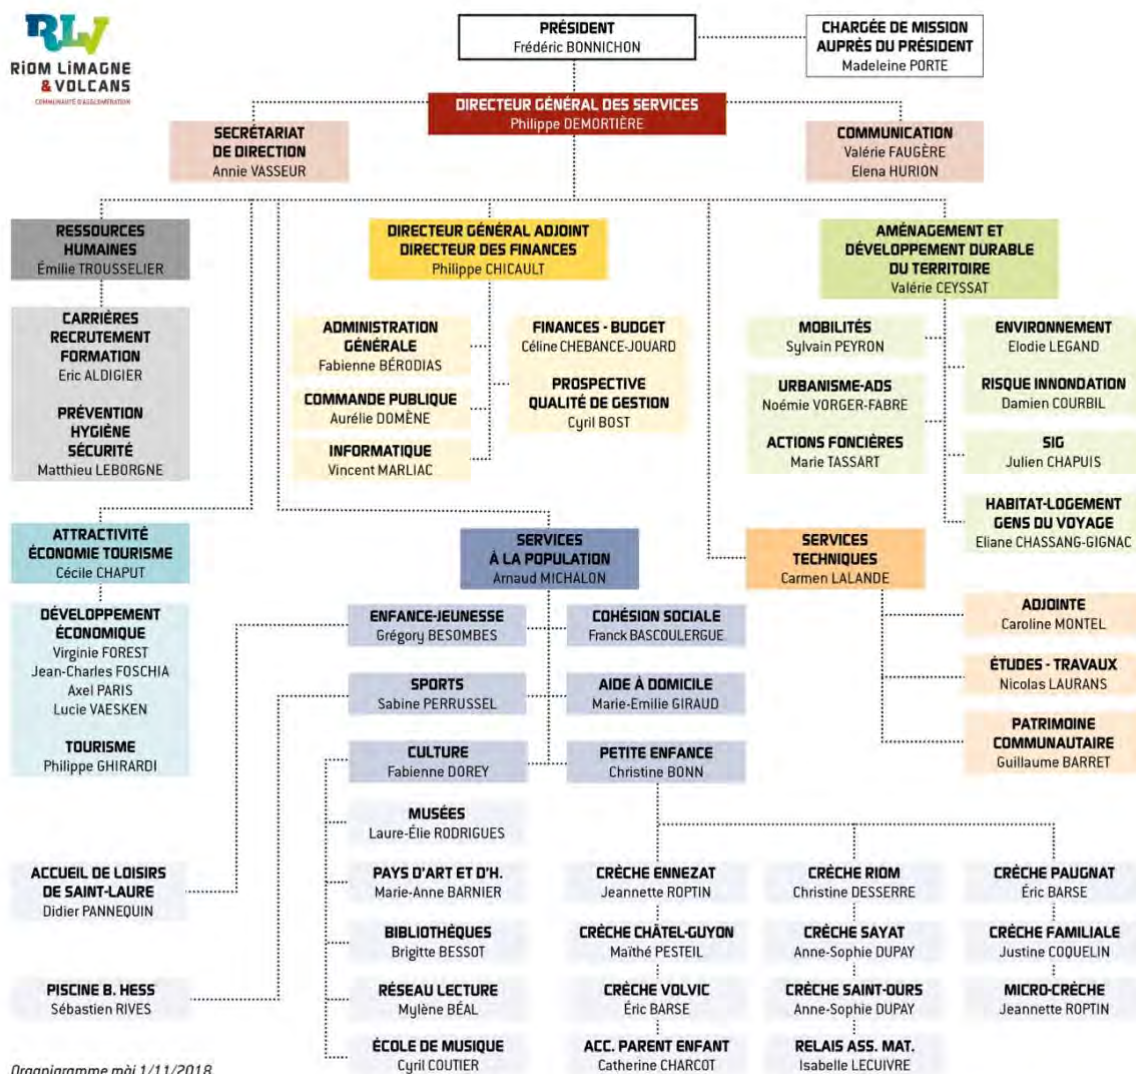 RLV
RiOM LiMAGNE
& VOLCANS
COMMUNAUTÉ D'AGGLOMÉRATION
PRÉSIDENT
Frédéric BONNICHON
CHARGÉE DE MISSION
AUPRÈS DU PRÉSIDENT
Madeleine PORTE
DIRECTEUR GÉNÉRAL DES SERVICES
Philippe DEMORTIÈRE
SECRÉTARIAT
DE DIRECTION
Annie VASSEUR
COMMUNICATION
Valérie FAUGÈRE
Elena HURION
RESSOURCES
HUMAINES
Émilie TROUSSELIER
CARRIÈRES
RECRUTEMENT
FORMATION
Eric ALDIGIER
PRÉVENTION
HYGIÈNE
SÉCURITÉ
Matthieu LEBORGNE
DIRECTEUR GÉNÉRAL ADJOINT
DIRECTEUR DES FINANCES
Philippe CHICAULT
ADMINISTRATION
GÉNÉRALE
Fabienne BÉRODIAS
COMMANDE PUBLIQUE
Aurélie DOMÈNE
INFORMATIQUE
Vincent MARLIAC
FINANCES - BUDGET
Céline CHEBANCE-JOUARD
PROSPECTIVE
QUALITÉ DE GESTION
Cyril BOST
AMÉNAGEMENT ET
DÉVELOPPEMENT DURABLE
DU TERRITOIRE
Valérie CEYSSAT
MOBILITÉS
Sylvain PEYRON
URBANISME-ADS
Noémie VORGER-FABRE
ACTIONS FONCIÈRES
Marie TASSART
ENVIRONNEMENT
Elodie LEGAND
RISQUE INNONDATION
Damien COURBIL
SIG
Julien CHAPUIS
HABITAT-LOGEMENT
GENS DU VOYAGE
Eliane CHASSANG-GIGNAC
ATTRACTIVITÉ
ÉCONOMIE TOURISME
Cécile CHAPUT
DÉVELOPPEMENT
ÉCONOMIQUE
Virginie FOREST
Jean-Charles FOSCHIA
Axel PARIS
Lucie VAESKEN
TOURISME
Philippe GHIRARDI
SERVICES
À LA POPULATION
Arnaud MICHALON
ENFANCE-JEUNESSE
Grégory BESOMBES
COHÉSION SOCIALE
Franck BASCOULERGUE
SPORTS
Sabine PERRUSSEL
AIDE À DOMICILE
Marie-Emilie GIRAUD
CULTURE
Fabienne DOREY
PETITE ENFANCE
Christine BONN
SERVICES
TECHNIQUES
Carmen LALANDE
ADJOINTE
Caroline MONTEL
ÉTUDES - TRAVAUX
Nicolas LAURANS
PATRIMOINE
COMMUNAUTAIRE
Guillaume BARRET
ACCUEIL DE LOISIRS
DE SAINT-LAURE
Didier PANNEQUIN
PISCINE B. HESS
Sébastien RIVES
MUSÉES
Laure-Élie RODRIGUES
PAYS D'ART ET D'H.
Marie-Anne BARNIER
BIBLIOTHÈQUES
Brigitte BESSOT
RÉSEAU LECTURE
Mylène BÉAL
ÉCOLE DE MUSIQUE
Cyril COUTIER
CRÈCHE ENNEZAT
Jeannette ROPTIN
CRÈCHE CHÂTEL-GUYON
Maïthé PESTEIL
CRÈCHE VOLVIC
Éric BARSE
ACC. PARENT ENFANT
Catherine CHARCOT
CRÈCHE RIOM
Christine DESSERRE
CRÈCHE SAYAT
Anne-Sophie DUPAY
CRÈCHE SAINT-OURS
Anne-Sophie DUPAY
RELAIS ASS. MAT.
Isabelle LECUIVRE
CRÈCHE PAUGNAT
Éric BARSE
CRÈCHE FAMILIALE
Justine COQUELIN
MICRO-CRÈCHE
Jeannette ROPTIN
Organigramme màj 1/11/2018